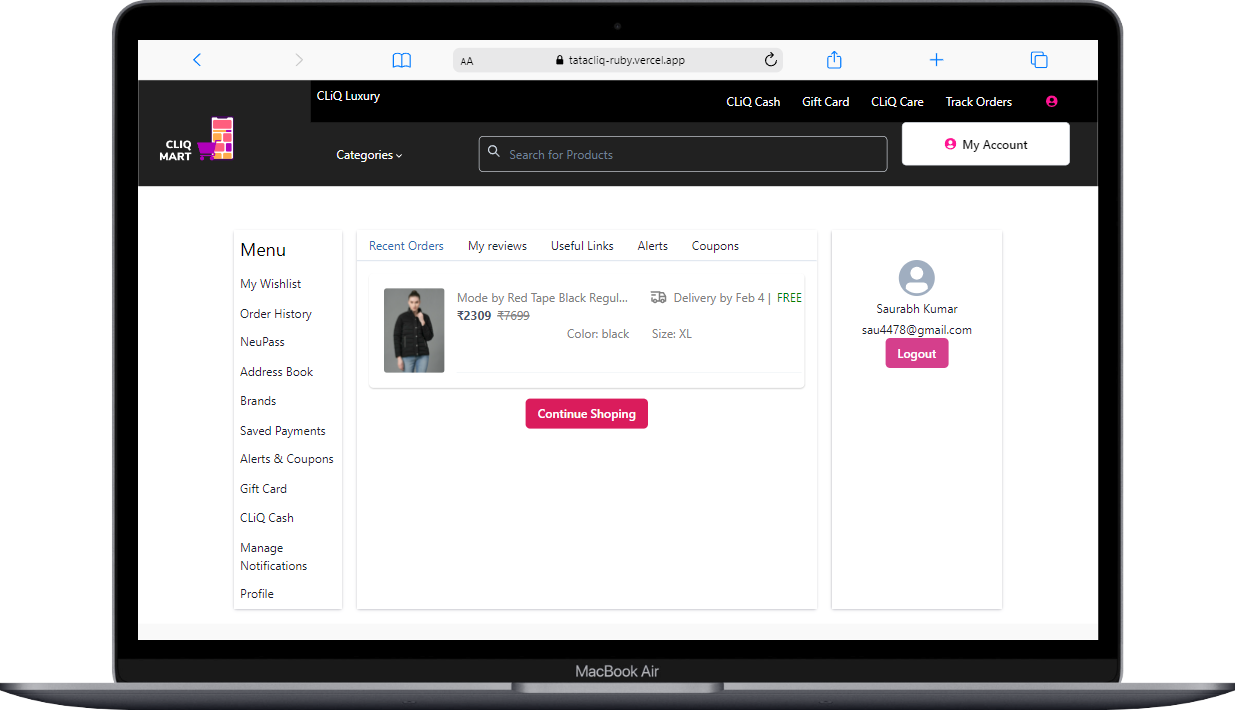 AA
tatacliq-ruby.vercel.app
CLiQ Luxury
CLiQ Cash
Gift Card
CLiQ Care
Track Orders
CLIQ
MART
Categories
Search for Products
My Account
Menu
My Wishlist
Order History
NeuPass
Address Book
Brands
Saved Payments
Alerts & Coupons
Gift Card
CLiQ Cash
Manage
Notifications
Profile
Recent Orders
My reviews
Useful Links
Alerts
Coupons
Mode by Red Tape Black Regul...
₹2309 ₹7699
Delivery by Feb 4 | FREE
Color: black
Size: XL
Continue Shoping
Saurabh Kumar
sau4478@gmail.com
Logout
MacBook Air